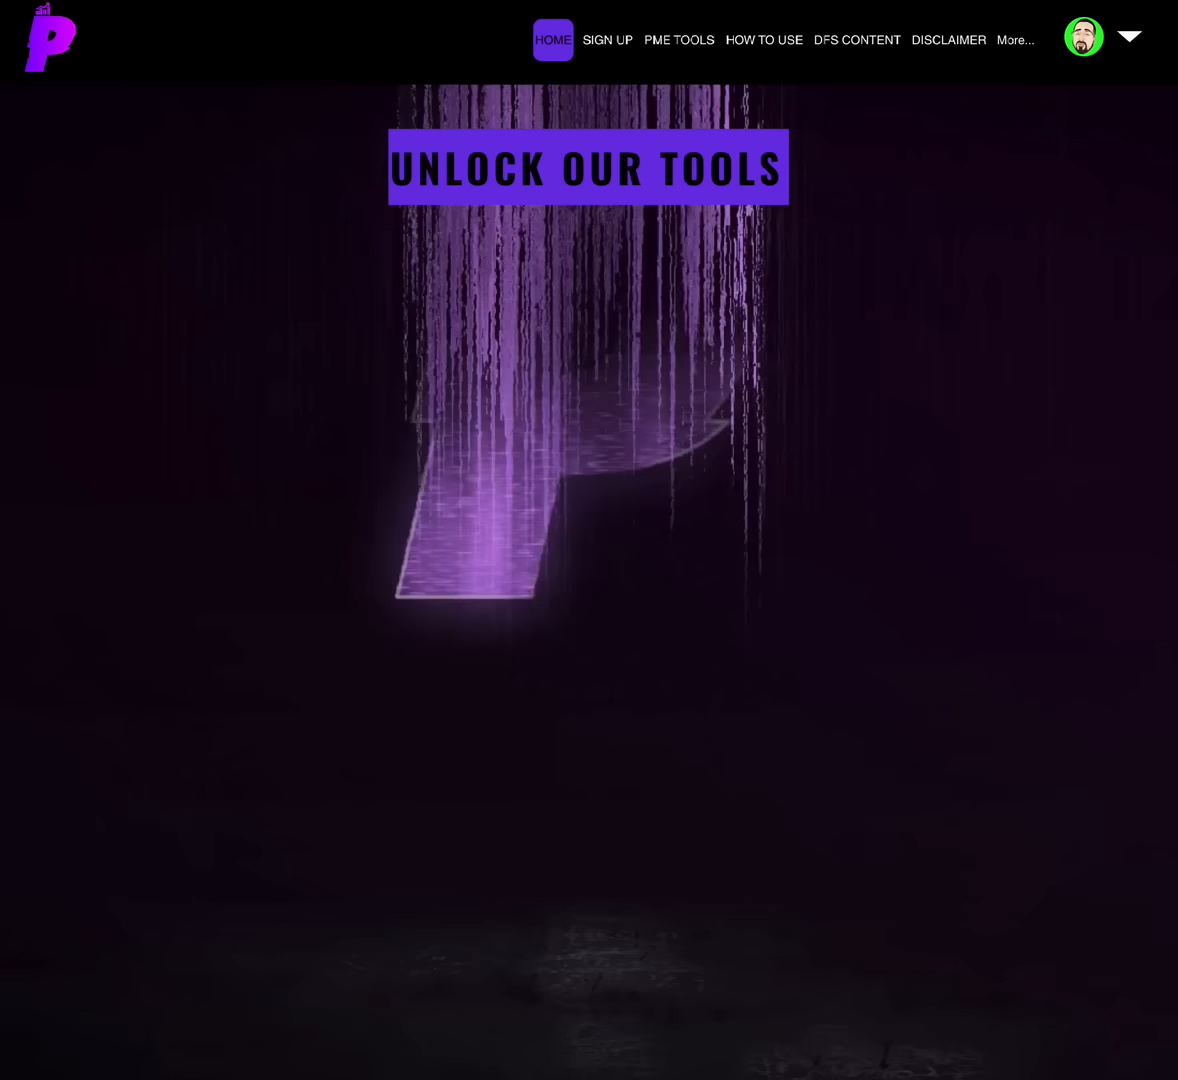 P
HOME SIGN UP PME TOOLS HOW TO USE DFS CONTENT DISCLAIMER More...
UNLOCK OUR TOOLS